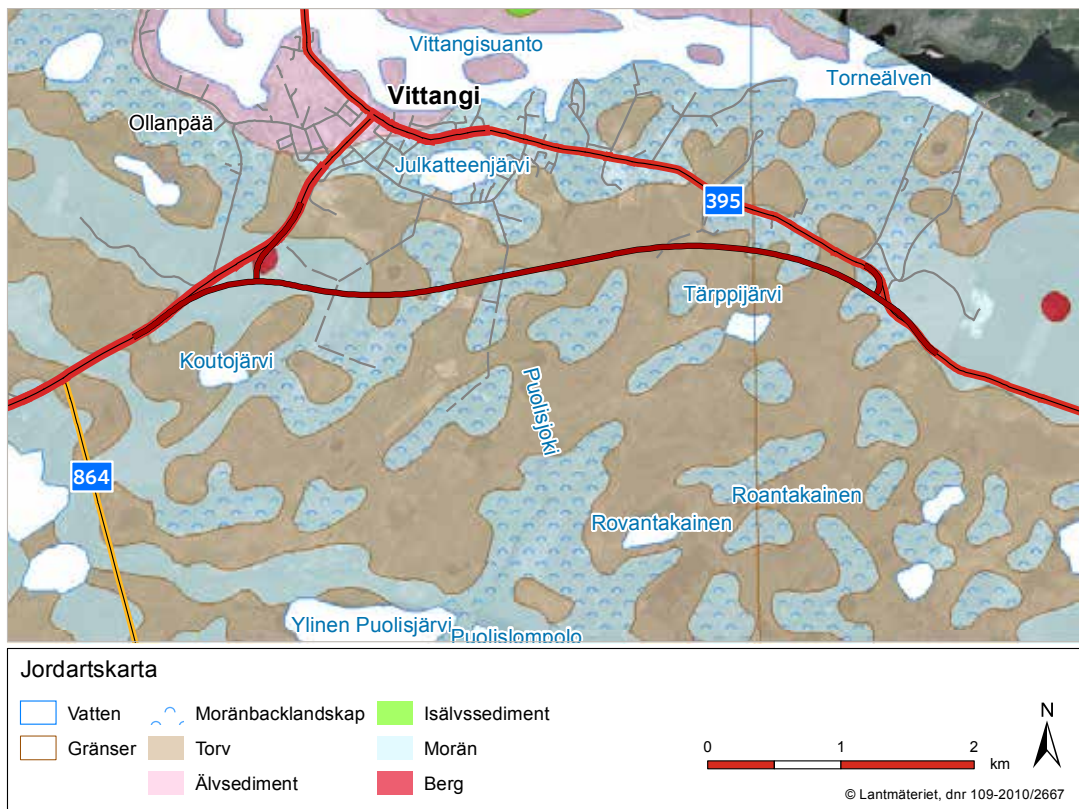 Vittangisuanto
Torneälven
Vittangi
Ollanpää
Julkatteenjärvi
395
Tärppijärvi
Koutojärvi
Puolisjoki
864
Roantakainen
Rovantakainen
Ylinen Puolisjärvi
Puolislompolo
Jordartskarta
Vatten
Moränbacklandskap
Isälvssediment
Gränser
Torv
Morän
Älvsediment
Berg
0 1 2
km
N
© Lantmäteriet, dnr 109-2010/2667